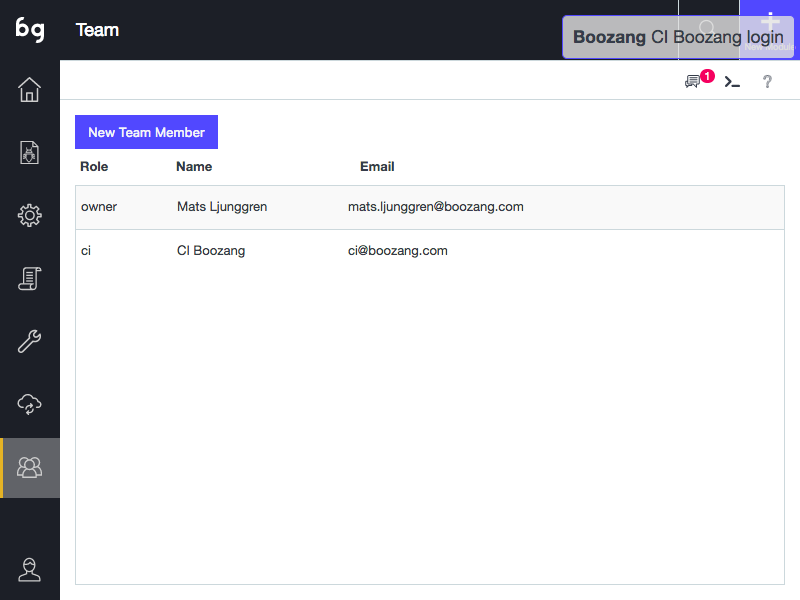 bg Team
Boozang CI Boozang login
1
?
New Team Member
Role Name Email
owner Mats Ljunggren mats.ljunggren@boozang.com
ci CI Boozang ci@boozang.com